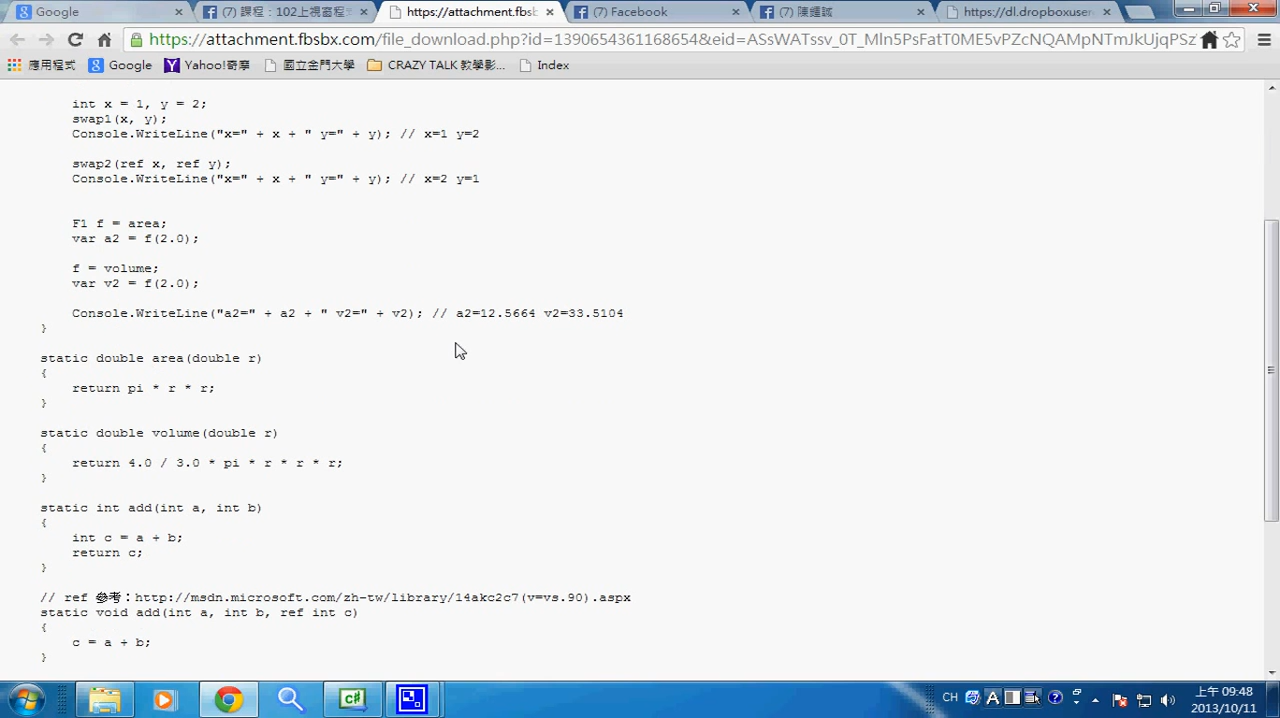 Google
(7) 課程：102上視窗程
https://attachment.fbsb
(7) Facebook
(7) 陳鍾誠
https://dl.dropboxuser
https://attachment.fbsbx.com/file_download.php?id=1390654361168654&eid=ASsWATssv_0T_Mln5PsFatT0ME5vPZcNQAMpNTmJkUjqPSz
應用程式
Google
Yahoo!奇摩
國立金門大學
CRAZY TALK 教學影...
Index
int x = 1, y = 2;
swap1(x, y);
Console.WriteLine("x=" + x + " y=" + y); // x=1 y=2
swap2(ref x, ref y);
Console.WriteLine("x=" + x + " y=" + y); // x=2 y=1
F1 f = area;
var a2 = f(2.0);
f = volume;
var v2 = f(2.0);
Console.WriteLine("a2=" + a2 + " v2=" + v2); // a2=12.5664 v2=33.5104
}
static double area(double r)
{
return pi * r * r;
}
static double volume(double r)
{
return 4.0 / 3.0 * pi * r * r * r;
}
static int add(int a, int b)
{
int c = a + b;
return c;
}
// ref 參考：http://msdn.microsoft.com/zh-tw/library/14akc2c7(v=vs.90).aspx
static void add(int a, int b, ref int c)
{
c = a + b;
}
C#
CH
A
上午 09:48
2013/10/11